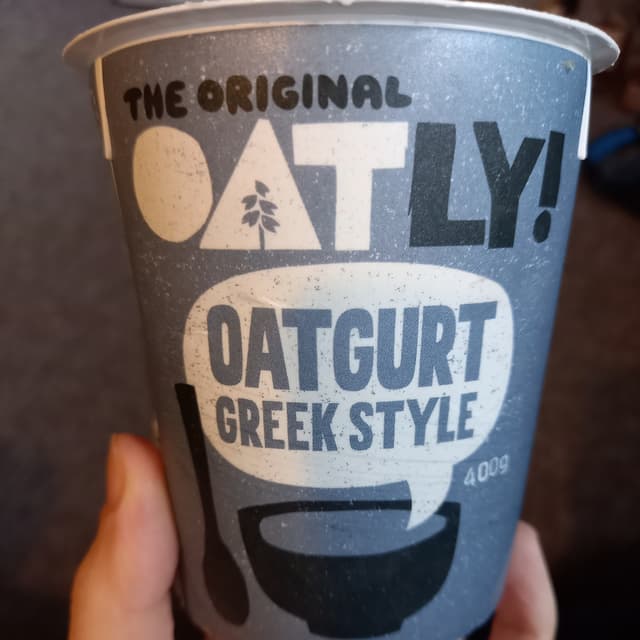 THE ORIGINAL
OATLY!
OATGURT
GREEK STYLE
400g